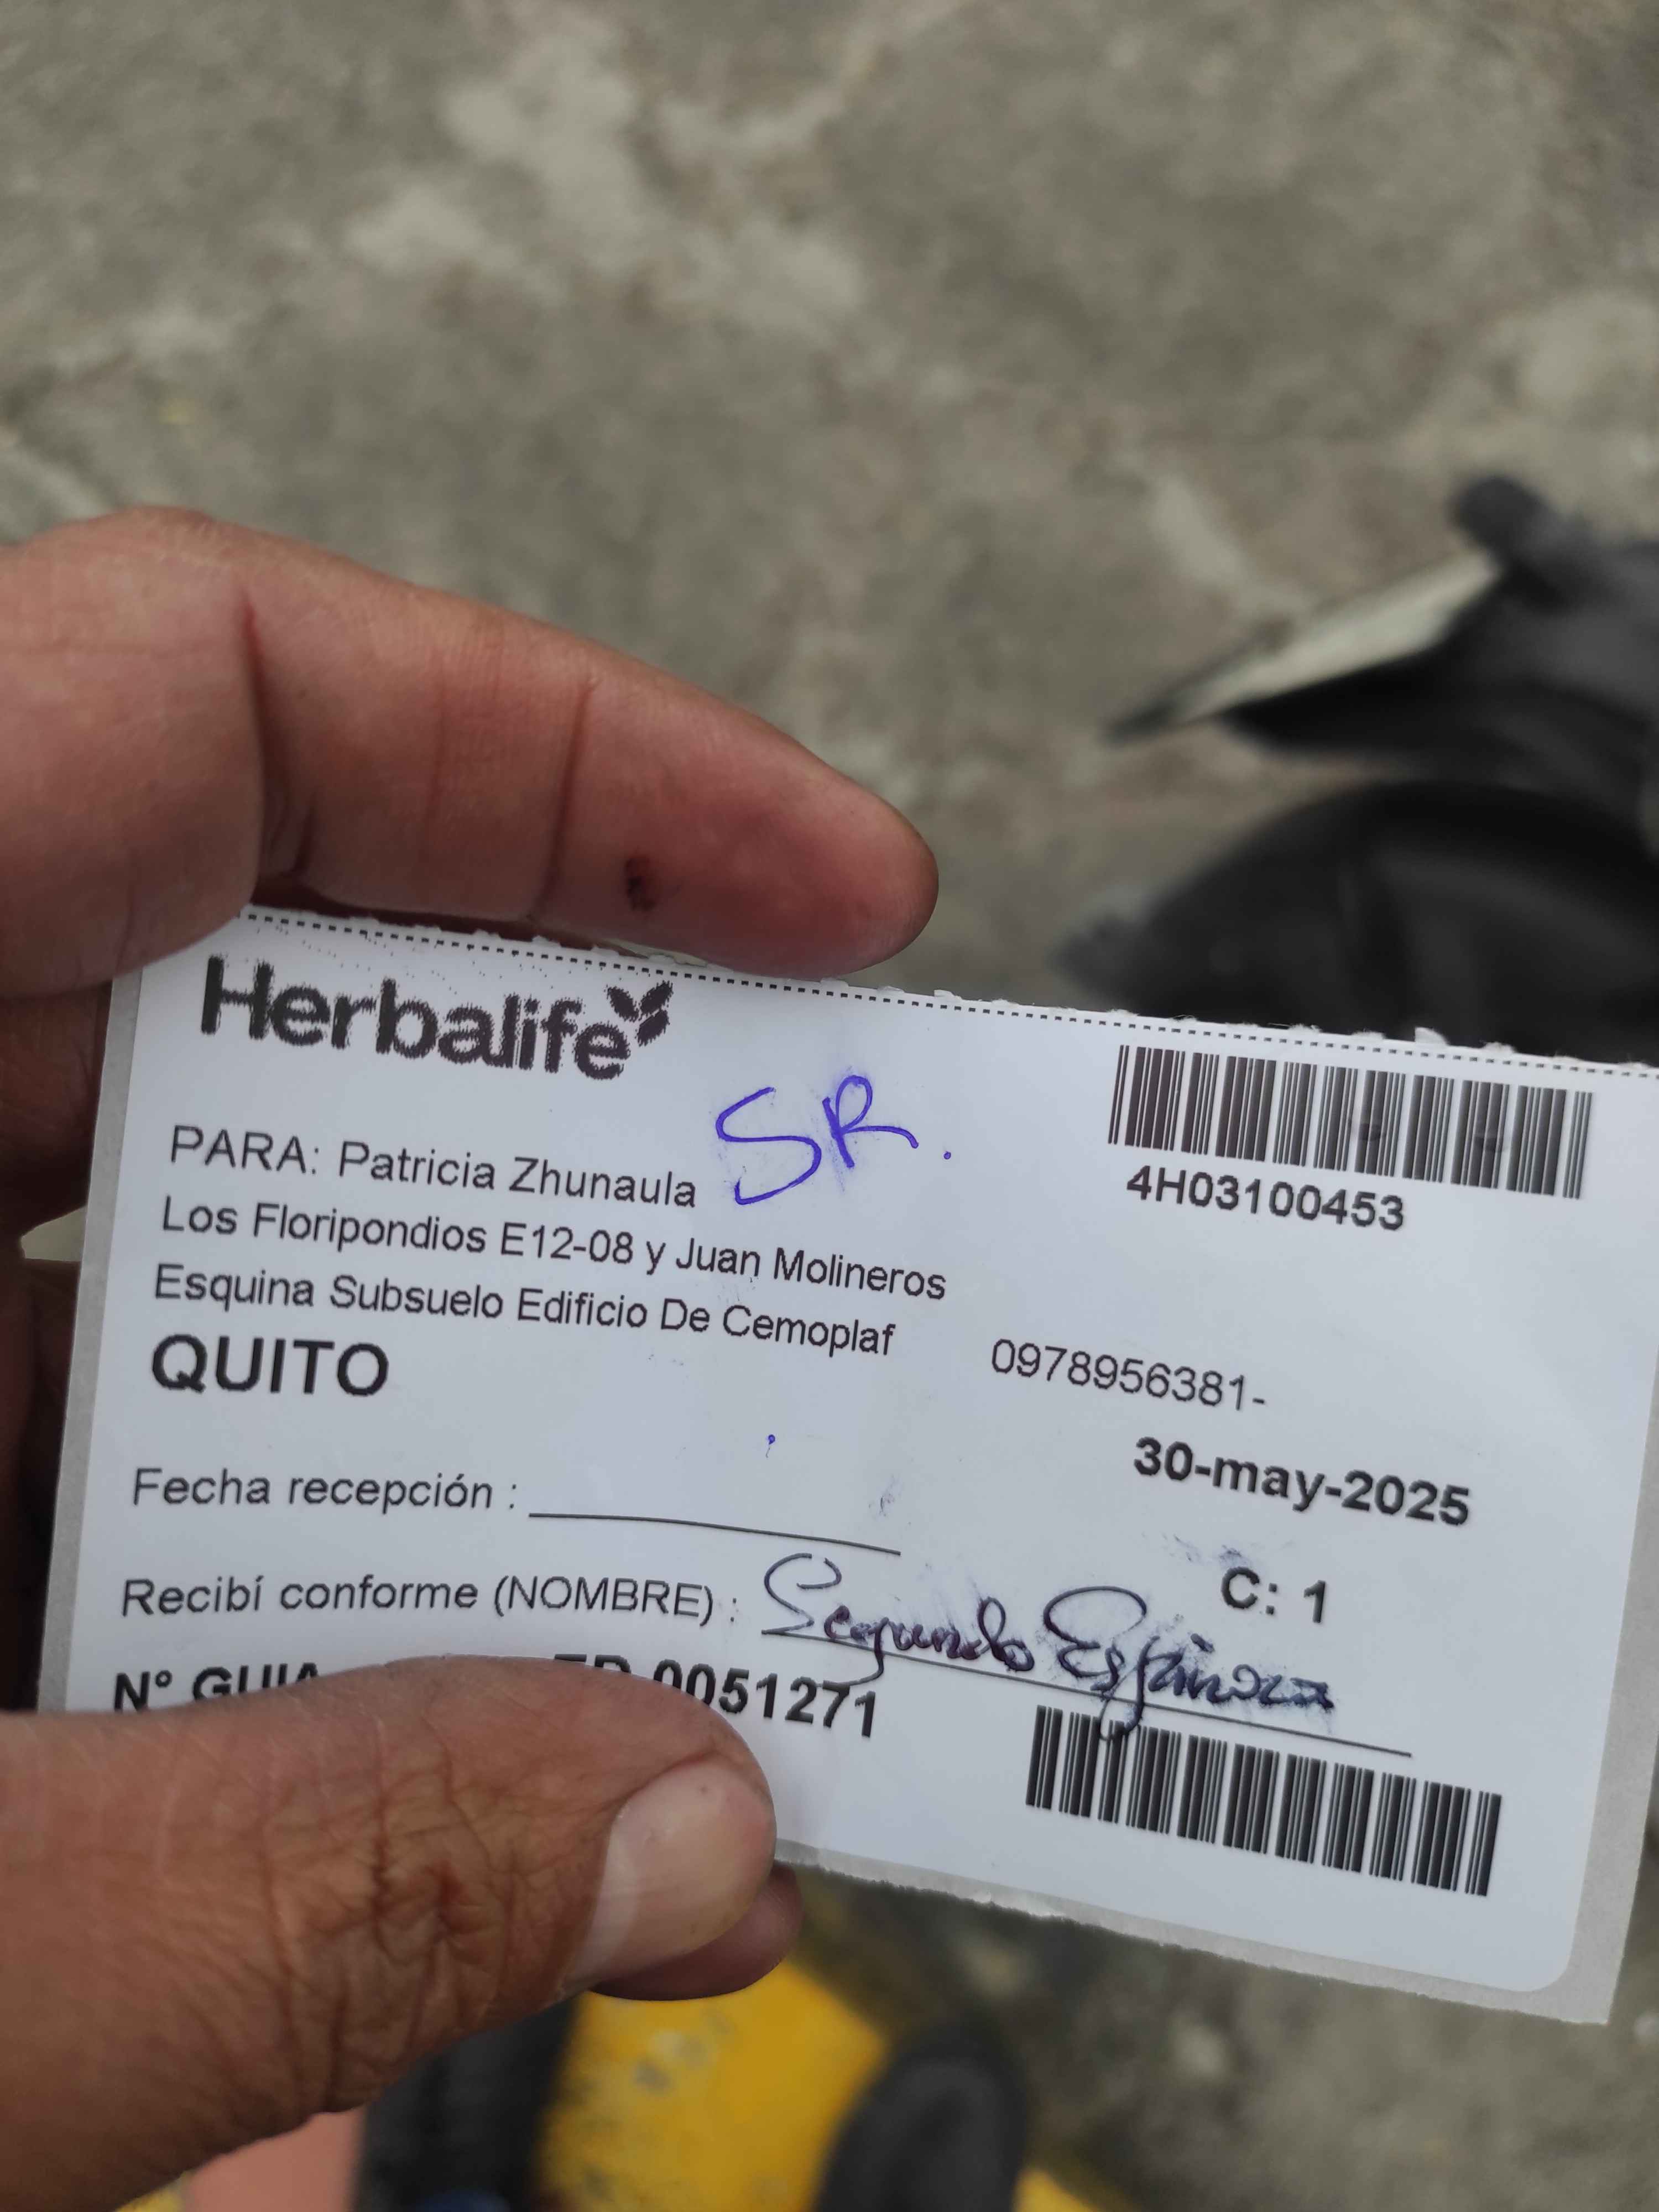 Herbalife
SR.
4H03100453
PARA: Patricia Zhunaula
Los Floripondios E12-08 y Juan Molineros
Esquina Subsuelo Edificio De Cemoplaf
0978956381-
QUITO
30-may-2025
Fecha recepción :
C: 1
Recibí conforme (NOMBRE) : Segundo Espinoza
N° GUIA 0051271